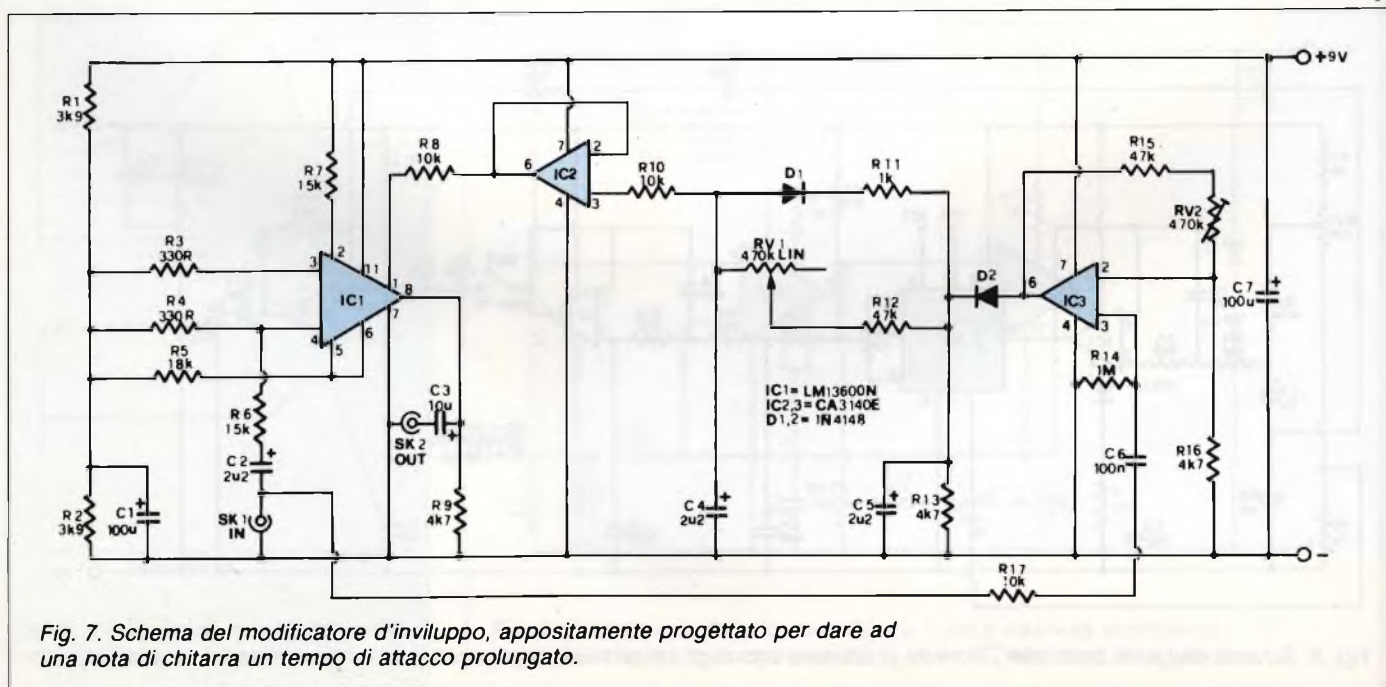 +9V
R1
3k9
R7
15k
R8
10k
6
7
2
IC2
4
3
R10
10k
D1
R11
1k
R15
47k
RV2
470k
R3
330R
3
2
11
IC1
1
8
7
6
4
5
R4
330R
R5
18k
RV1
470k LIN
R12
47k
D2
6
7
2
IC3
4
3
C7
100u
R14
1M
IC1= LM13600N
IC2,3= CA3140E
D1,2= 1N4148
R6
15k
C2
2u2
C3
10u
SK2
OUT
C6
100n
R16
4k7
R2
3k9
C1
100u
SK1
IN
R9
4k7
C4
2u2
C5
2u2
R13
4k7
R17
10k
–
Fig. 7. Schema del modificatore d'inviluppo, appositamente progettato per dare ad
una nota di chitarra un tempo di attacco prolungato.